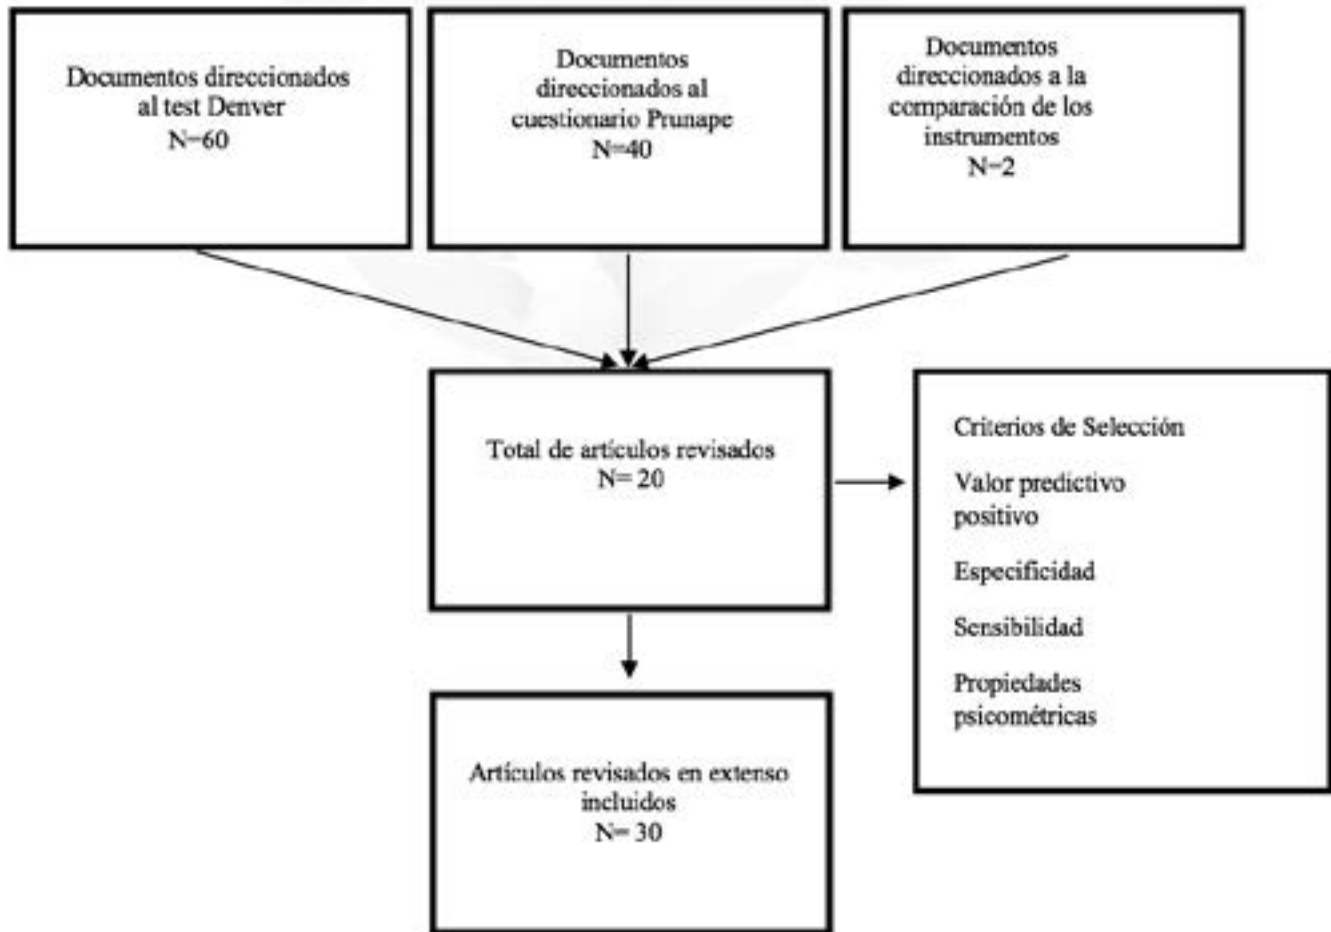 Documentos direccionados
al test Denver
N=60
Documentos
direccionados al
cuestionario Prunape
N=40
Documentos
direccionados a la
comparación de los
instrumentos
N=2
Total de artículos revisados
N= 20
Criterios de Selección
Valor predictivo
positivo
Especificidad
Sensibilidad
Propiedades
psicométricas
Artículos revisados en extenso
incluidos
N= 30